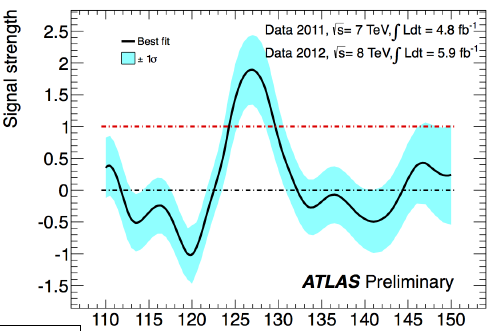 Signal strength
2.5
2
1.5
1
0.5
0
-0.5
-1
-1.5
Best fit
± 1σ
Data 2011, √s= 7 TeV,∫ Ldt = 4.8 fb⁻¹
Data 2012, √s= 8 TeV,∫ Ldt = 5.9 fb⁻¹
ATLAS Preliminary
110 115 120 125 130 135 140 145 150